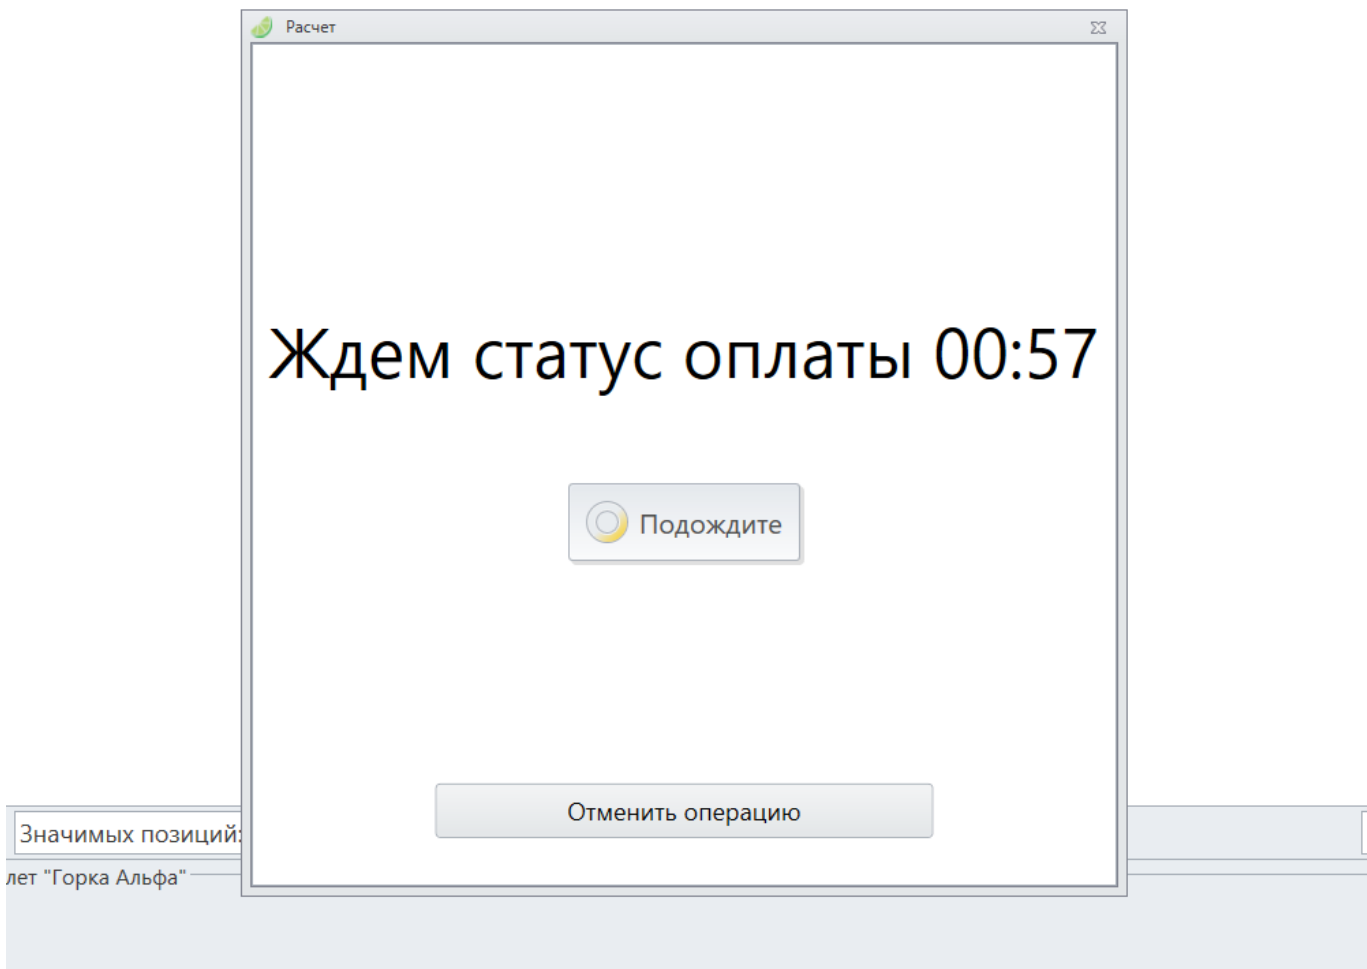 Расчет
Ждем статус оплаты 00:57
Подождите
Отменить операцию
Значимых позиций:
лет "Горка Альфа"